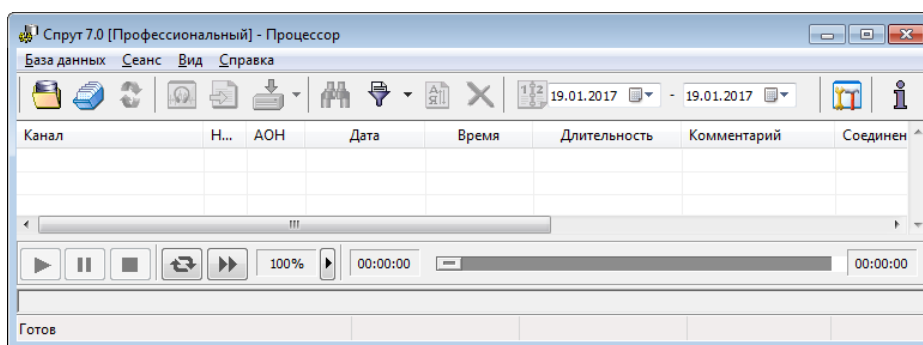 Спрут 7.0 [Профессиональный] - Процессор
База данных Сеанс Вид Справка
19.01.2017 - 19.01.2017
Канал Н... АОН Дата Время Длительность Комментарий Соединен
100% 00:00:00 00:00:00
Готов